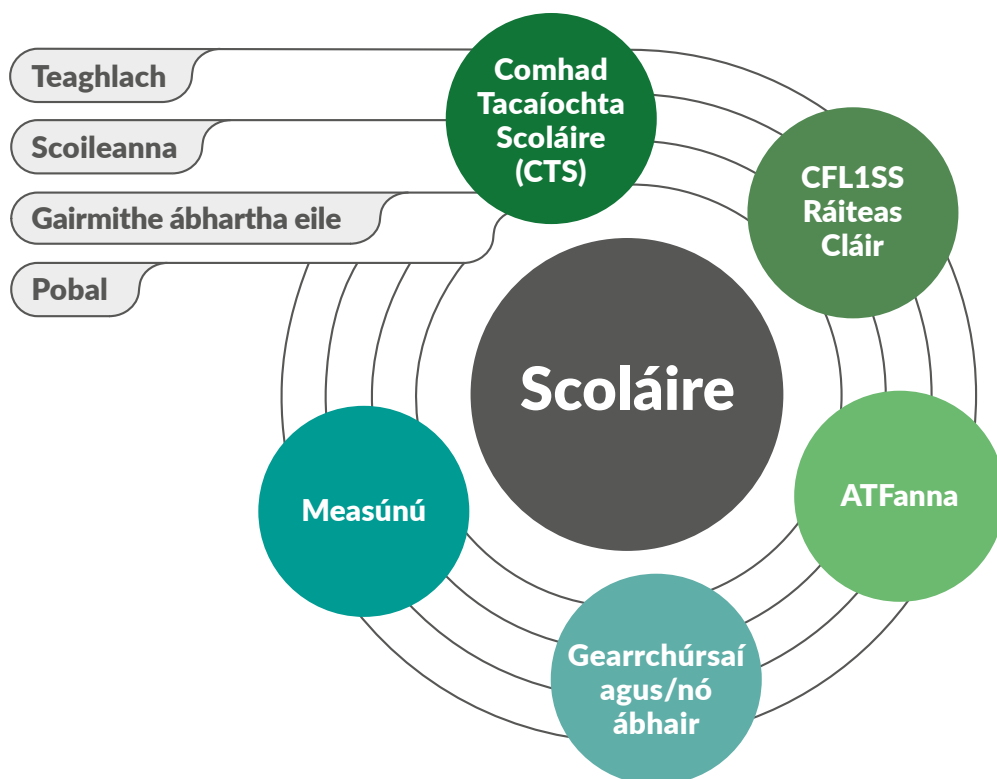 Teaghlach
Scoileanna
Gairmithe ábhartha eile
Pobal
Comhad
Tacaíochta
Scoláire
(CTS)
CFL1SS
Ráiteas
Cláir
Scoláire
ATFanna
Measúnú
Gearrchúrsaí
agus/nó
ábhair